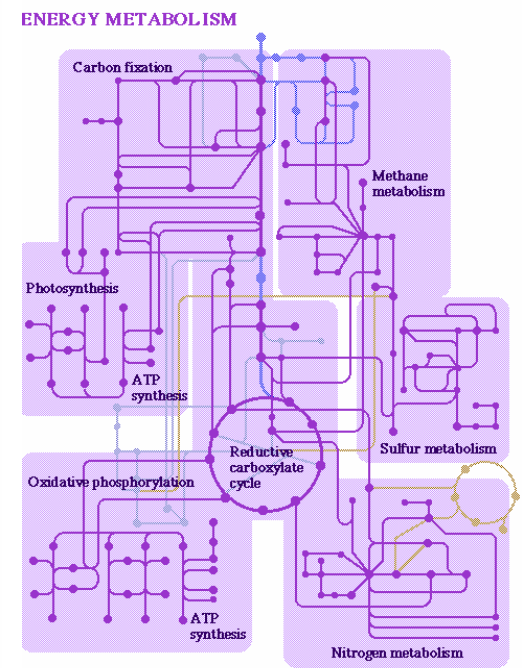 ENERGY METABOLISM
Carbon fixation
Methane
metabolism
Photosynthesis
ATP
synthesis
Sulfur metabolism
Reductive
carboxylate
cycle
Oxidative phosphorylation
ATP
synthesis
Nitrogen metabolism